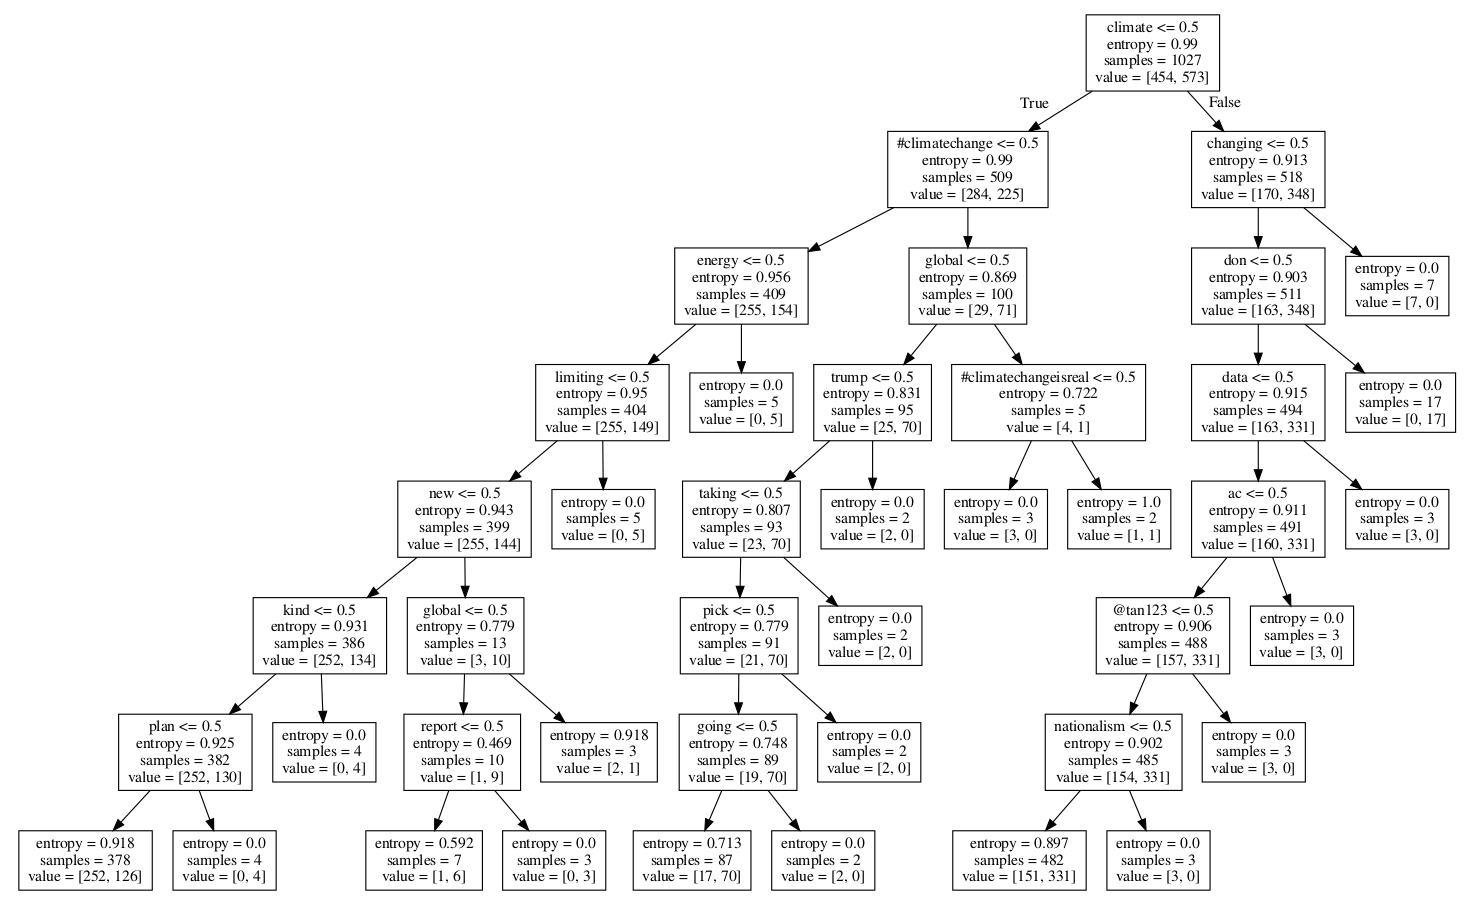 climate <= 0.5
entropy = 0.99
samples = 1027
value = [454, 573]
True
False
#climatechange <= 0.5
entropy = 0.99
samples = 509
value = [284, 225]
changing <= 0.5
entropy = 0.913
samples = 518
value = [170, 348]
energy <= 0.5
entropy = 0.956
samples = 409
value = [255, 154]
global <= 0.5
entropy = 0.869
samples = 100
value = [29, 71]
don <= 0.5
entropy = 0.903
samples = 511
value = [163, 348]
entropy = 0.0
samples = 7
value = [7, 0]
limiting <= 0.5
entropy = 0.95
samples = 404
value = [255, 149]
entropy = 0.0
samples = 5
value = [0, 5]
trump <= 0.5
entropy = 0.831
samples = 95
value = [25, 70]
#climatechangeisreal <= 0.5
entropy = 0.722
samples = 5
value = [4, 1]
data <= 0.5
entropy = 0.915
samples = 494
value = [163, 331]
entropy = 0.0
samples = 17
value = [0, 17]
new <= 0.5
entropy = 0.943
samples = 399
value = [255, 144]
entropy = 0.0
samples = 5
value = [0, 5]
taking <= 0.5
entropy = 0.807
samples = 93
value = [23, 70]
entropy = 0.0
samples = 2
value = [2, 0]
entropy = 0.0
samples = 3
value = [3, 0]
entropy = 1.0
samples = 2
value = [1, 1]
ac <= 0.5
entropy = 0.911
samples = 491
value = [160, 331]
entropy = 0.0
samples = 3
value = [3, 0]
kind <= 0.5
entropy = 0.931
samples = 386
value = [252, 134]
global <= 0.5
entropy = 0.779
samples = 13
value = [3, 10]
pick <= 0.5
entropy = 0.779
samples = 91
value = [21, 70]
entropy = 0.0
samples = 2
value = [2, 0]
@tan123 <= 0.5
entropy = 0.906
samples = 488
value = [157, 331]
entropy = 0.0
samples = 3
value = [3, 0]
plan <= 0.5
entropy = 0.925
samples = 382
value = [252, 130]
entropy = 0.0
samples = 4
value = [0, 4]
report <= 0.5
entropy = 0.469
samples = 10
value = [1, 9]
entropy = 0.918
samples = 3
value = [2, 1]
going <= 0.5
entropy = 0.748
samples = 89
value = [19, 70]
entropy = 0.0
samples = 2
value = [2, 0]
nationalism <= 0.5
entropy = 0.902
samples = 485
value = [154, 331]
entropy = 0.0
samples = 3
value = [3, 0]
entropy = 0.918
samples = 378
value = [252, 126]
entropy = 0.0
samples = 4
value = [0, 4]
entropy = 0.592
samples = 7
value = [1, 6]
entropy = 0.0
samples = 3
value = [0, 3]
entropy = 0.713
samples = 87
value = [17, 70]
entropy = 0.0
samples = 2
value = [2, 0]
entropy = 0.897
samples = 482
value = [151, 331]
entropy = 0.0
samples = 3
value = [3, 0]